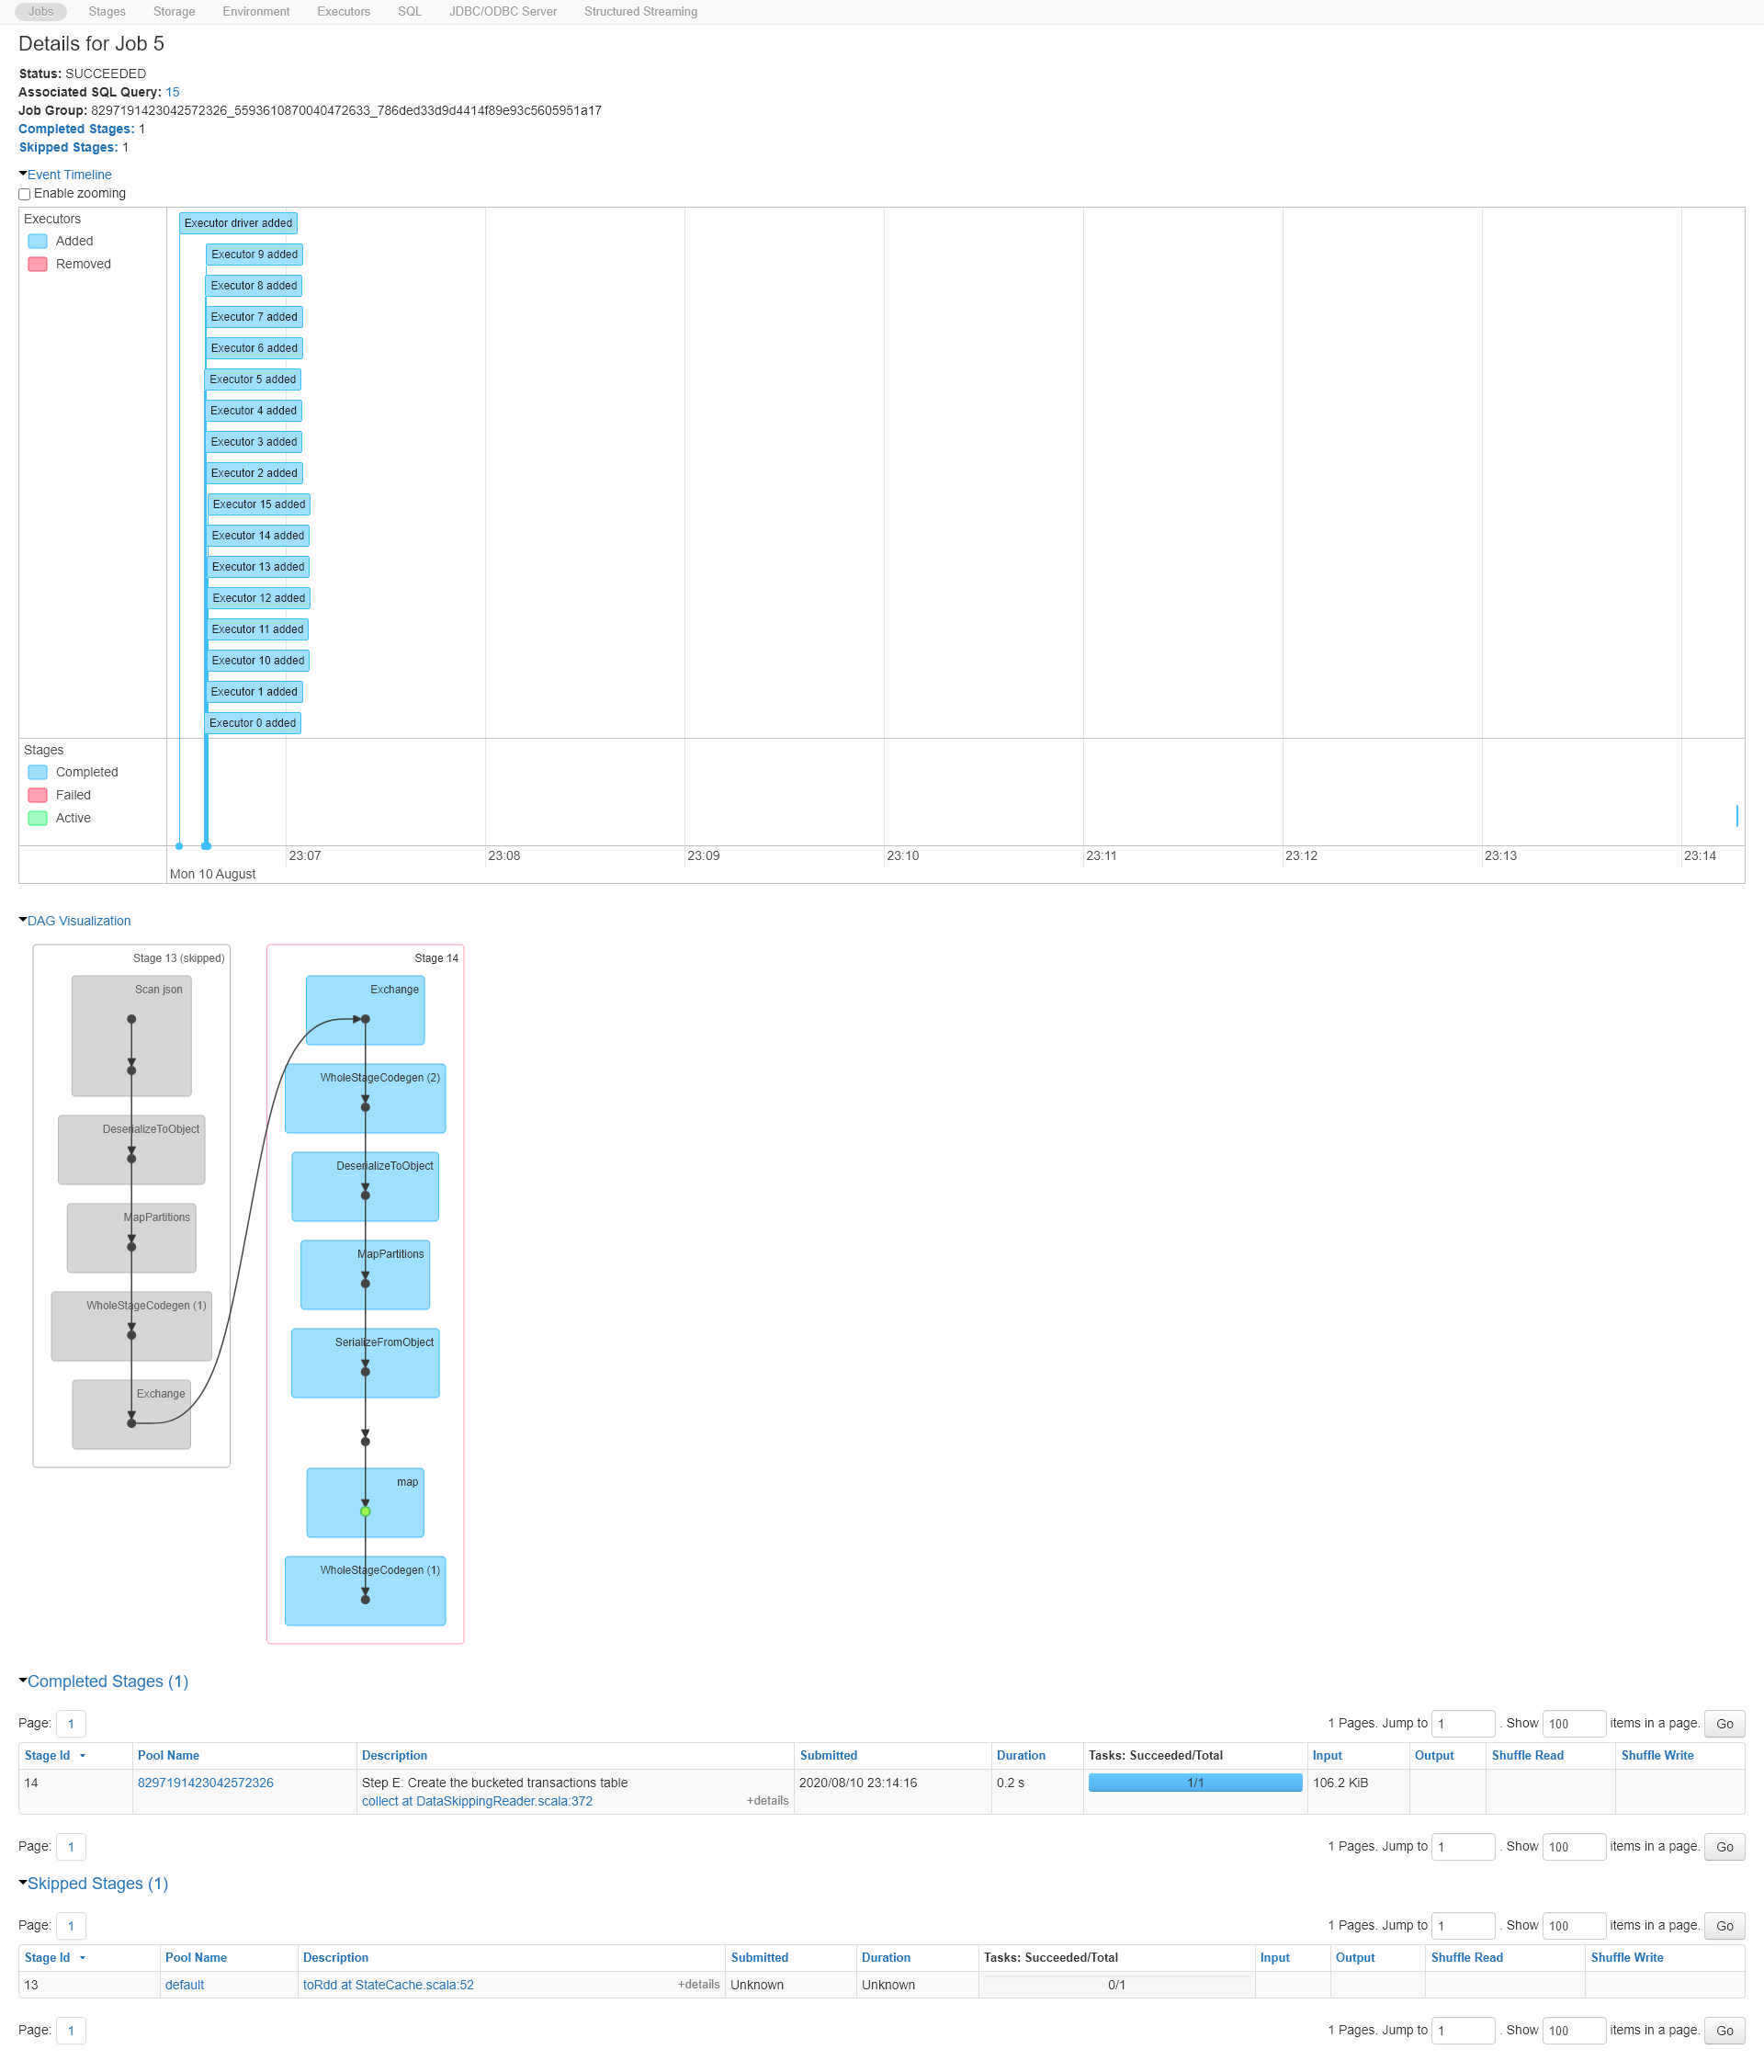 Jobs Stages Storage Environment Executors SQL JDBC/ODBC Server Structured Streaming
Details for Job 5
Status: SUCCEEDED
Associated SQL Query: 15
Job Group: 8297191423042572326_5593610870040472633_786ded33d9d4414f89e93c5605951a17
Completed Stages: 1
Skipped Stages: 1
Event Timeline
Enable zooming
Executors
Added
Removed
Executor driver added
Executor 9 added
Executor 8 added
Executor 7 added
Executor 6 added
Executor 5 added
Executor 4 added
Executor 3 added
Executor 2 added
Executor 15 added
Executor 14 added
Executor 13 added
Executor 12 added
Executor 11 added
Executor 10 added
Executor 1 added
Executor 0 added
Stages
Completed
Failed
Active
23:07 23:08 23:09 23:10 23:11 23:12 23:13 23:14
Mon 10 August
DAG Visualization
Stage 13 (skipped)
Scan json
DeserializeToObject
MapPartitions
WholeStageCodegen (1)
Exchange
Stage 14
Exchange
WholeStageCodegen (2)
DeserializeToObject
MapPartitions
SerializeFromObject
map
WholeStageCodegen (1)
Completed Stages (1)
Page: 1 1 Pages. Jump to 1 . Show 100 items in a page. Go
Stage Id Pool Name Description Submitted Duration Tasks: Succeeded/Total Input Output Shuffle Read Shuffle Write
14 8297191423042572326 Step E: Create the bucketed transactions table 2020/08/10 23:14:16 0.2 s 1/1 106.2 KiB
collect at DataSkippingReader.scala:372 +details
Page: 1 1 Pages. Jump to 1 . Show 100 items in a page. Go
Skipped Stages (1)
Page: 1 1 Pages. Jump to 1 . Show 100 items in a page. Go
Stage Id Pool Name Description Submitted Duration Tasks: Succeeded/Total Input Output Shuffle Read Shuffle Write
13 default toRdd at StateCache.scala:52 +details Unknown Unknown 0/1
Page: 1 1 Pages. Jump to 1 . Show 100 items in a page. Go